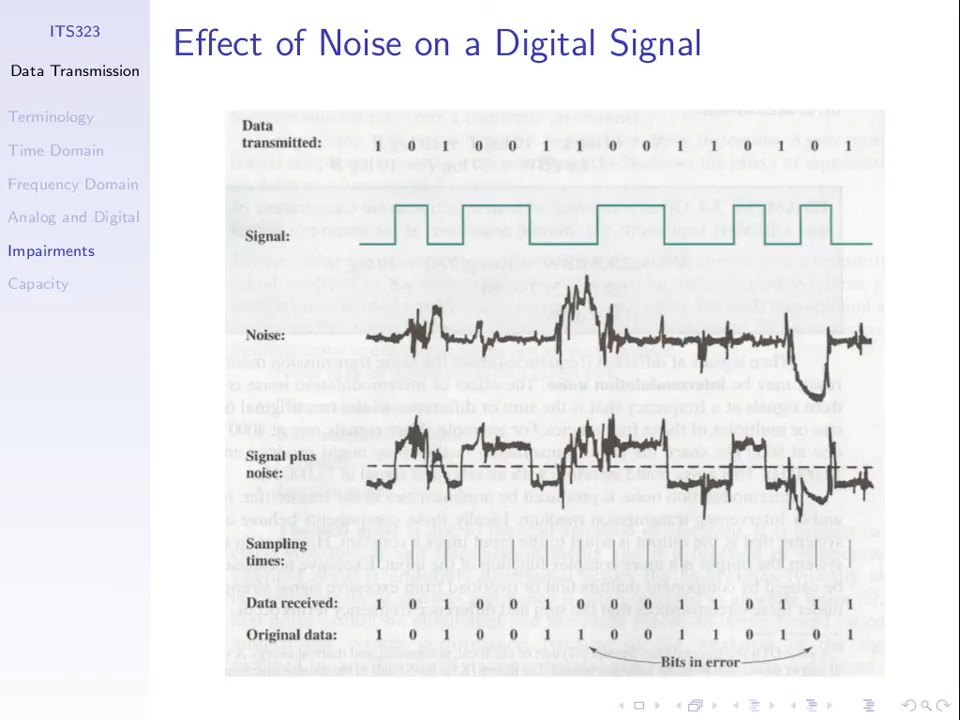 ITS323
Data Transmission
Terminology
Time Domain
Frequency Domain
Analog and Digital
Impairments
Capacity
Effect of Noise on a Digital Signal
Data
transmitted: 1 0 1 0 0 1 1 0 0 1 1 0 1 0 1
Signal:
Noise:
Signal plus
noise:
Sampling
times:
Data received: 1 0 1 0 0 1 0 0 0 1 1 0 1 1 1
Original data: 1 0 1 0 0 1 1 0 0 1 1 0 1 0 1
Bits in error